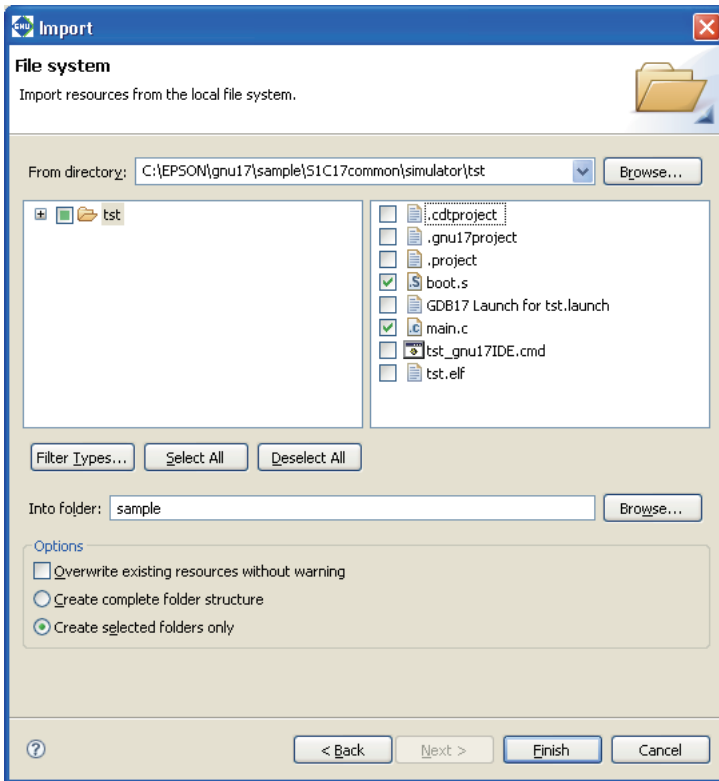 GNU Import
File system
Import resources from the local file system.
From directory: C:\EPSON\gnu17\sample\S1C17common\simulator\tst Browse...
tst
.cdtproject
.gnu17project
.project
.S boot.s
GDB17 Launch for tst.launch
.c main.c
tst_gnu17IDE.cmd
tst.elf
Filter Types... Select All Deselect All
Into folder: sample Browse...
Options
Overwrite existing resources without warning
Create complete folder structure
Create selected folders only
? < Back Next > Finish Cancel